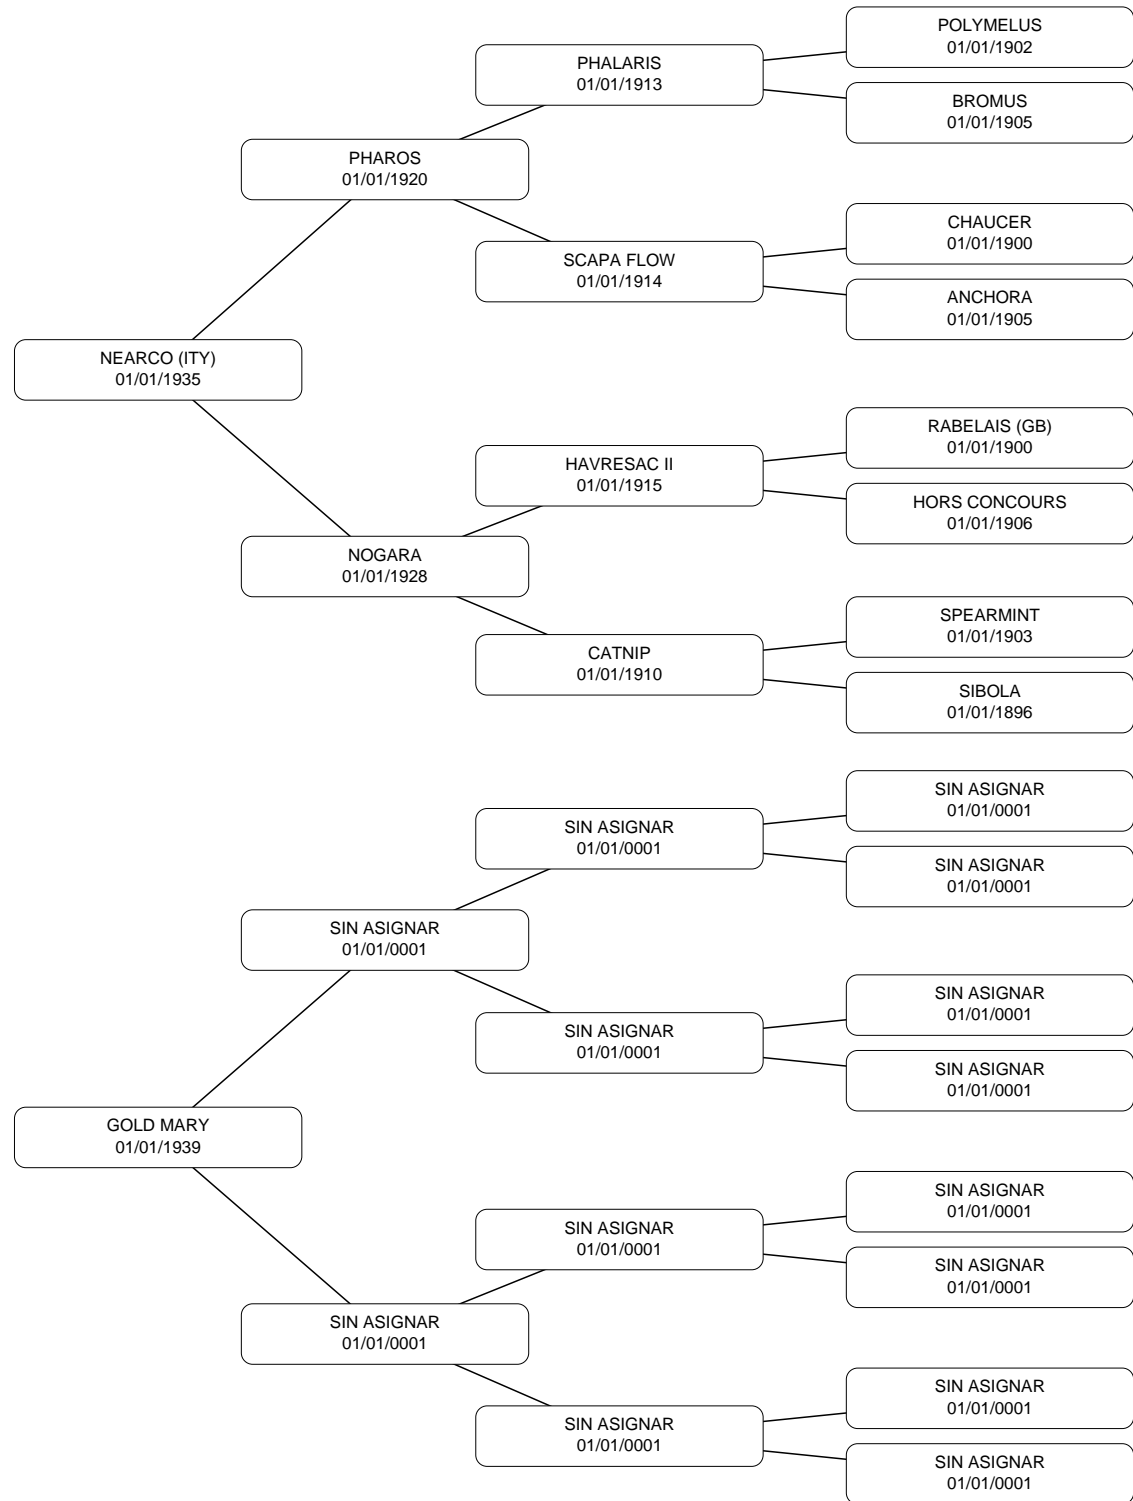 POLYMELUS
01/01/1902
PHALARIS
01/01/1913
BROMUS
01/01/1905
PHAROS
01/01/1920
CHAUCER
01/01/1900
SCAPA FLOW
01/01/1914
ANCHORA
01/01/1905
NEARCO (ITY)
01/01/1935
RABELAIS (GB)
01/01/1900
HAVRESAC II
01/01/1915
HORS CONCOURS
01/01/1906
NOGARA
01/01/1928
SPEARMINT
01/01/1903
CATNIP
01/01/1910
SIBOLA
01/01/1896
SIN ASIGNAR
01/01/0001
SIN ASIGNAR
01/01/0001
SIN ASIGNAR
01/01/0001
SIN ASIGNAR
01/01/0001
SIN ASIGNAR
01/01/0001
SIN ASIGNAR
01/01/0001
SIN ASIGNAR
01/01/0001
GOLD MARY
01/01/1939
SIN ASIGNAR
01/01/0001
SIN ASIGNAR
01/01/0001
SIN ASIGNAR
01/01/0001
SIN ASIGNAR
01/01/0001
SIN ASIGNAR
01/01/0001
SIN ASIGNAR
01/01/0001
SIN ASIGNAR
01/01/0001